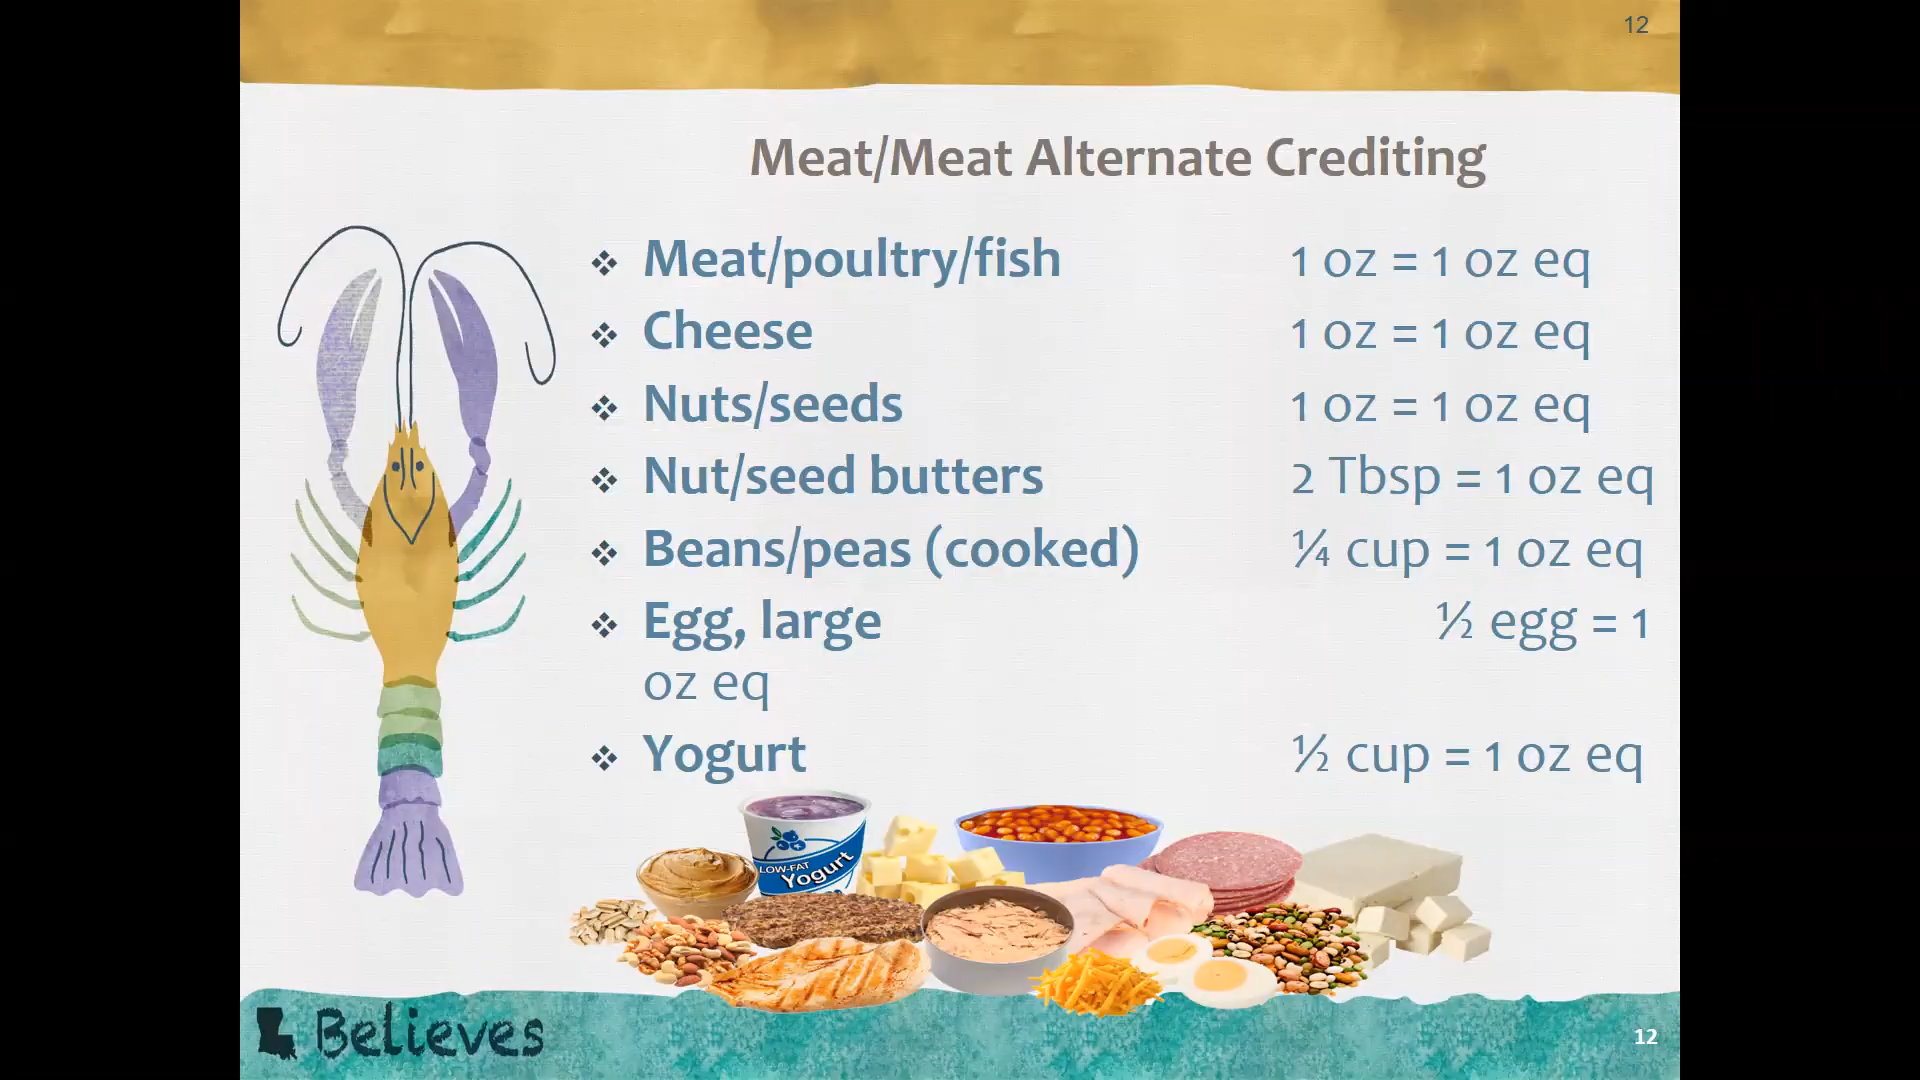 12
Meat/Meat Alternate Crediting
❖ Meat/poultry/fish 1 oz = 1 oz eq
❖ Cheese 1 oz = 1 oz eq
❖ Nuts/seeds 1 oz = 1 oz eq
❖ Nut/seed butters 2 Tbsp = 1 oz eq
❖ Beans/peas (cooked) ¼ cup = 1 oz eq
❖ Egg, large ½ egg = 1
oz eq
❖ Yogurt ½ cup = 1 oz eq
LOW-FAT
Yogurt
Believes
12